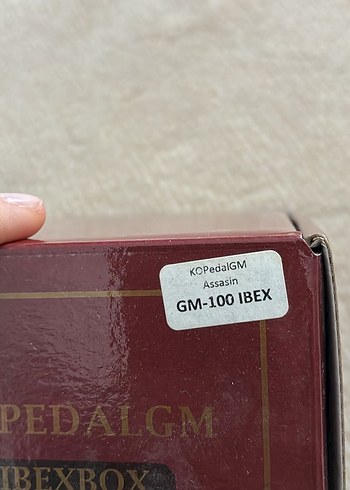 KOPedalGM
Assasin
GM-100 IBEX
PEDALGM
IBEXBOX